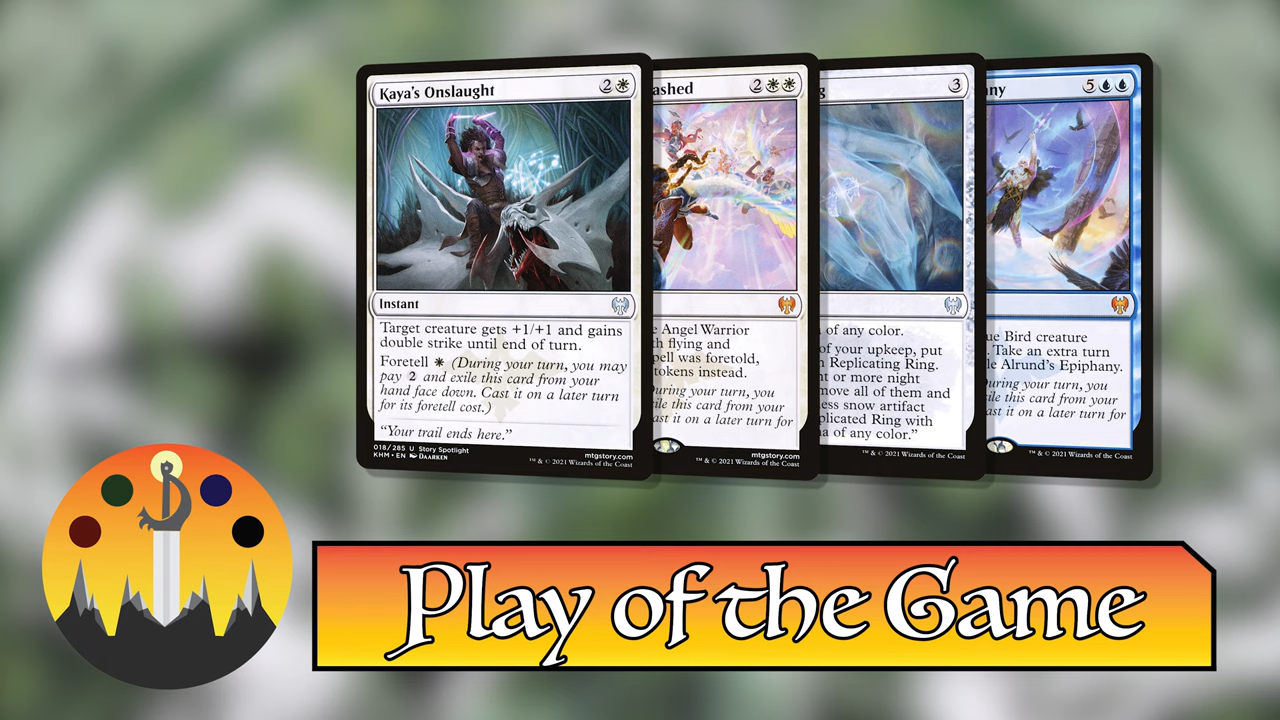 Kaya's Onslaught 2
Instant
Target creature gets +1/+1 and gains
double strike until end of turn.
Foretell (During your turn, you may
pay 2 and exile this card from your
hand face down. Cast it on a later turn
for its foretell cost.)
"Your trail ends here."
018/285 U Story Spotlight
KHM • EN Daarken
mtgstory.com
™ & © 2021 Wizards of the Coast
ashed 2
e Angel Warrior
th flying and
pell was foretold,
tokens instead.
uring your turn, you
ile this card from your
ast it on a later turn for
mtgstory.com
™ & © 2021 Wizards of the Coast
g 3
of any color.
of your upkeep, put
n Replicating Ring.
ht or more night
move all of them and
ess snow artifact
plicated Ring with
na of any color."
™ & © 2021 Wizards of the Coast
ny 5
ue Bird creature
. Take an extra turn
le Alrund's Epiphany.
uring your turn, you
ile this card from your
ast it on a later turn for
™ & © 2021 Wizards of the Coast
Play of the Game